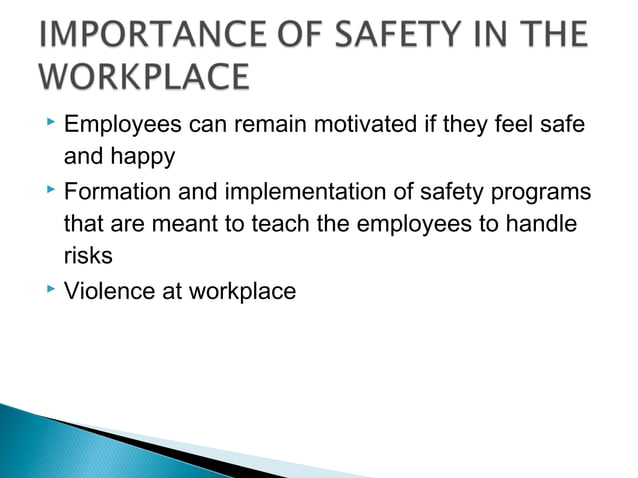 IMPORTANCE OF SAFETY IN THE
WORKPLACE
Employees can remain motivated if they feel safe
and happy
Formation and implementation of safety programs
that are meant to teach the employees to handle
risks
Violence at workplace